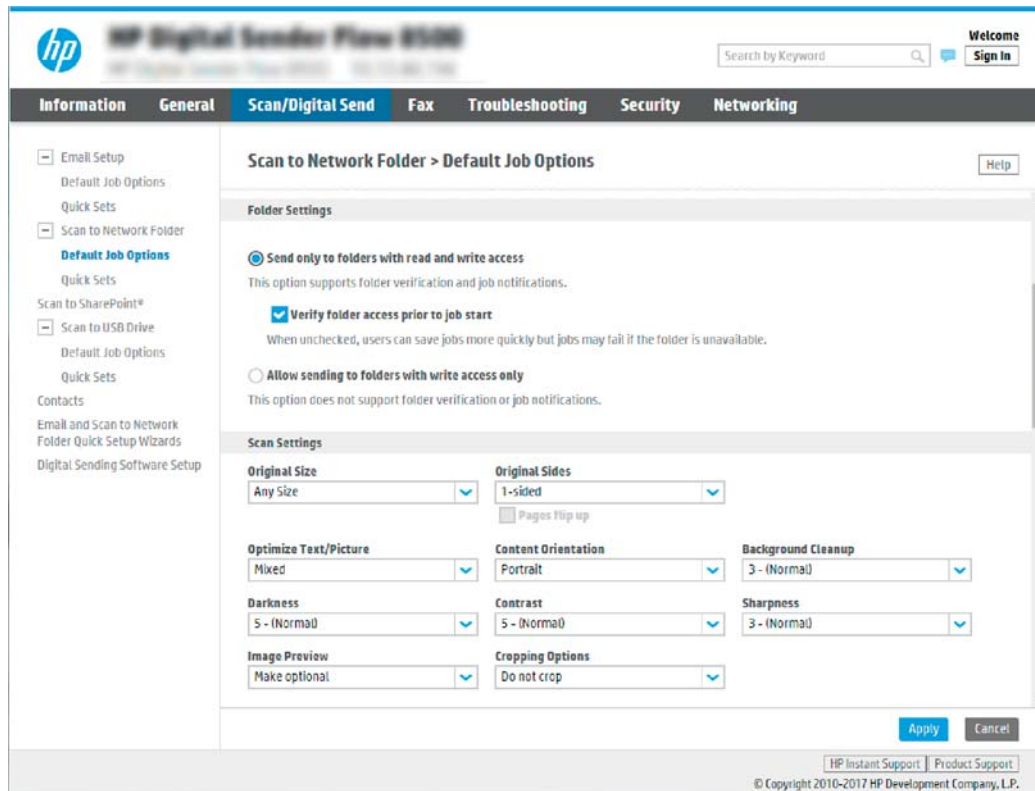 hp
HP Digital Sender Flow 8500
Welcome
Search by Keyword
Sign In
Information General Scan/Digital Send Fax Troubleshooting Security Networking
Email Setup
Default Job Options
Quick Sets
Scan to Network Folder
Default Job Options
Quick Sets
Scan to SharePoint®
Scan to USB Drive
Default Job Options
Quick Sets
Contacts
Email and Scan to Network
Folder Quick Setup Wizards
Digital Sending Software Setup
Scan to Network Folder > Default Job Options
Help
Folder Settings
Send only to folders with read and write access
This option supports folder verification and job notifications.
Verify folder access prior to job start
When unchecked, users can save jobs more quickly but jobs may fail if the folder is unavailable.
Allow sending to folders with write access only
This option does not support folder verification or job notifications.
Scan Settings
Original Size Original Sides
Any Size 1-sided
Pages flip up
Optimize Text/Picture Content Orientation Background Cleanup
Mixed Portrait 3 - (Normal)
Darkness Contrast Sharpness
5 - (Normal) 5 - (Normal) 3 - (Normal)
Image Preview Cropping Options
Make optional Do not crop
Apply Cancel
HP Instant Support Product Support
© Copyright 2010-2017 HP Development Company, L.P.